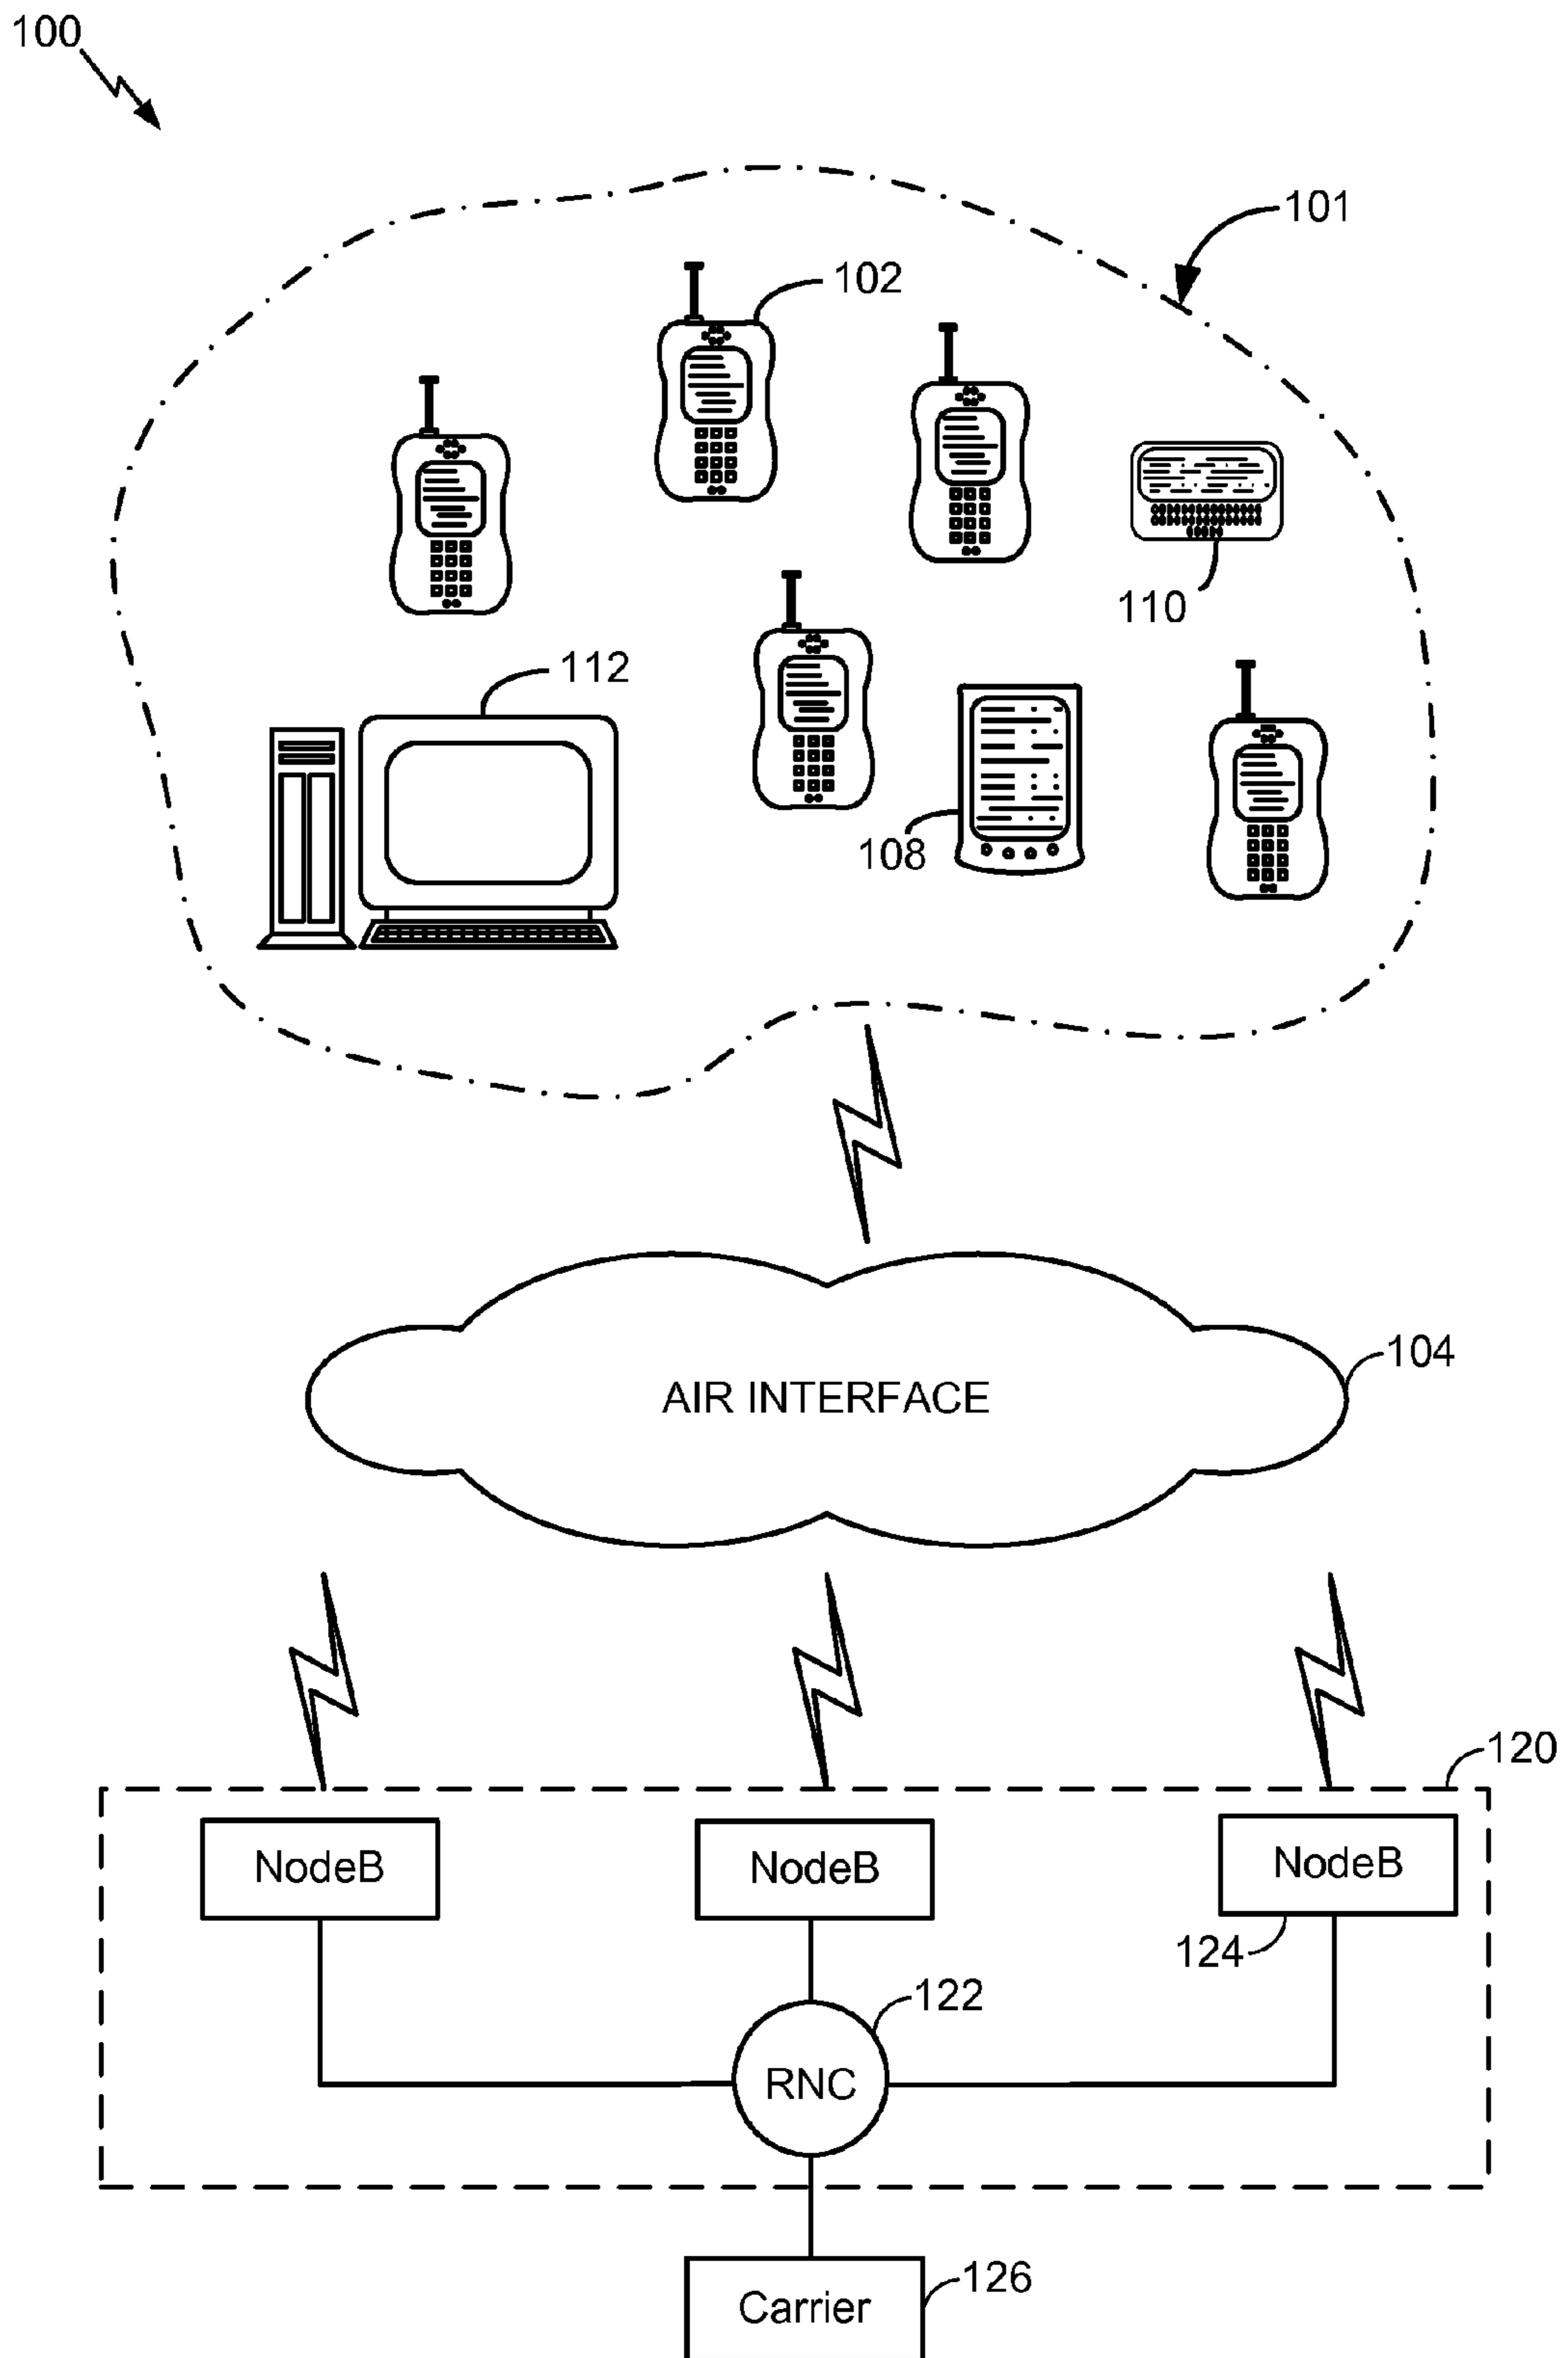 100
101
102
110
112
108
104
AIR INTERFACE
120
NodeB
NodeB
NodeB
124
122
RNC
126
Carrier